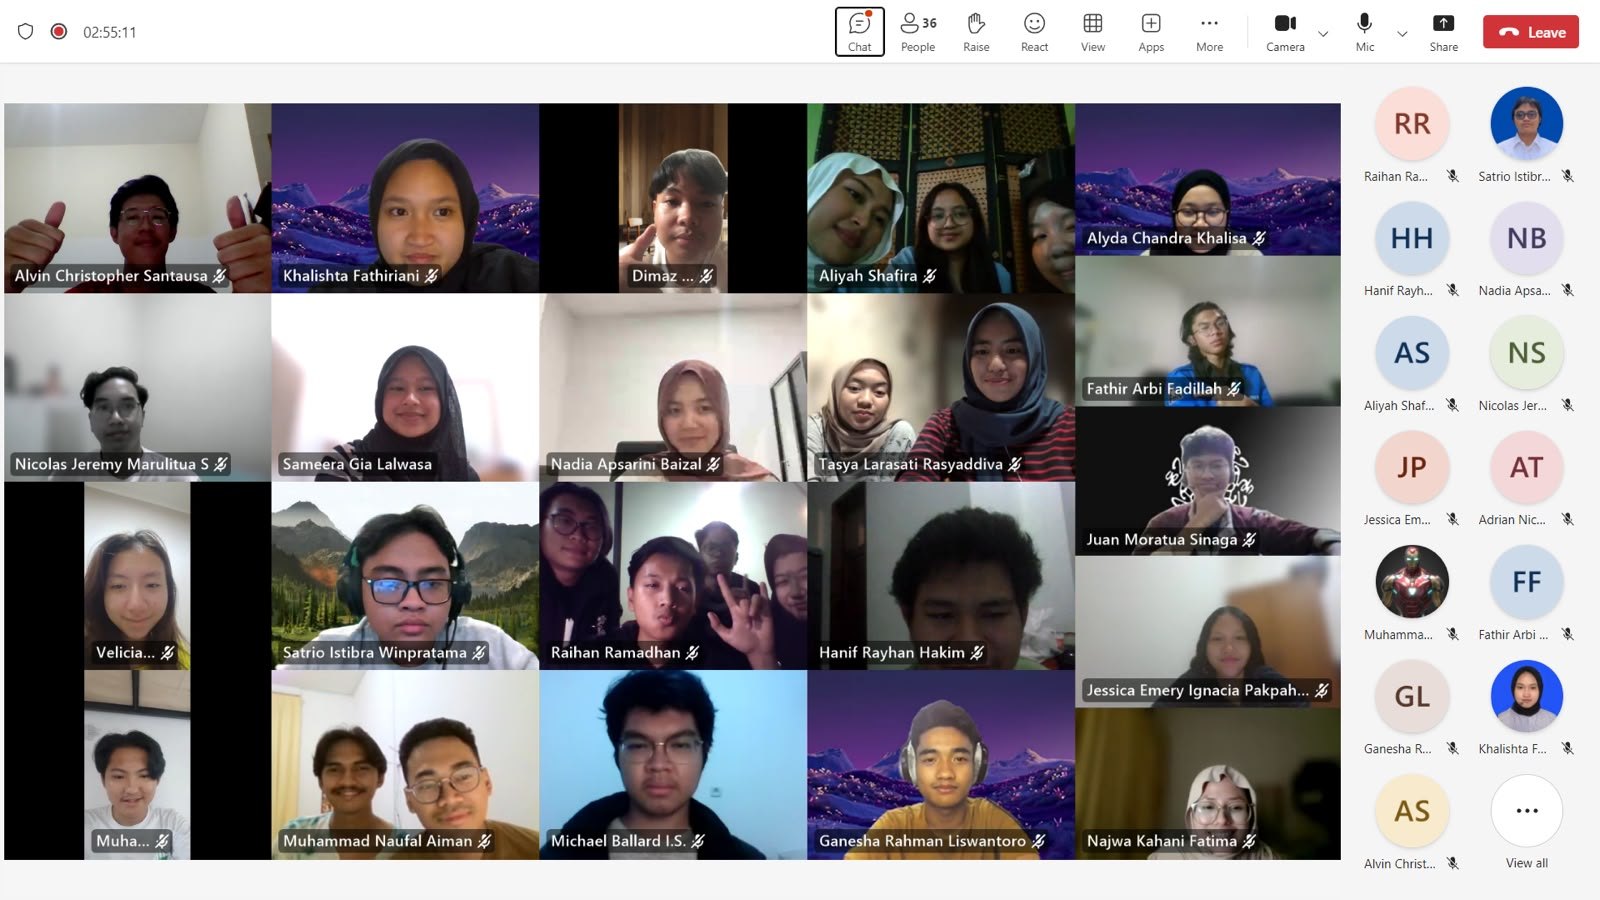 02:55:11
Chat
36
People
Raise
React
View
Apps
More
Camera
Mic
Share
Leave
Alvin Christopher Santausa
Khalishta Fathiriani
Dimaz ...
Aliyah Shafira
Alyda Chandra Khalisa
Nicolas Jeremy Marulitua S
Sameera Gia Lalwasa
Nadia Apsarini Baizal
Tasya Larasati Rasyaddiva
Fathir Arbi Fadillah
Juan Moratua Sinaga
Velicia...
Satrio Istibra Winpratama
Raihan Ramadhan
Hanif Rayhan Hakim
Jessica Emery Ignacia Pakpah...
Muha...
Muhammad Naufal Aiman
Michael Ballard I.S.
Ganesha Rahman Liswantoro
Najwa Kahani Fatima
RR
Raihan Ra...
Satrio Istibr...
HH
Hanif Rayh...
NB
Nadia Apsa...
AS
Aliyah Shaf...
NS
Nicolas Jer...
JP
Jessica Em...
AT
Adrian Nic...
Muhamma...
FF
Fathir Arbi ...
GL
Ganesha R...
Khalishta F...
AS
Alvin Christ...
View all